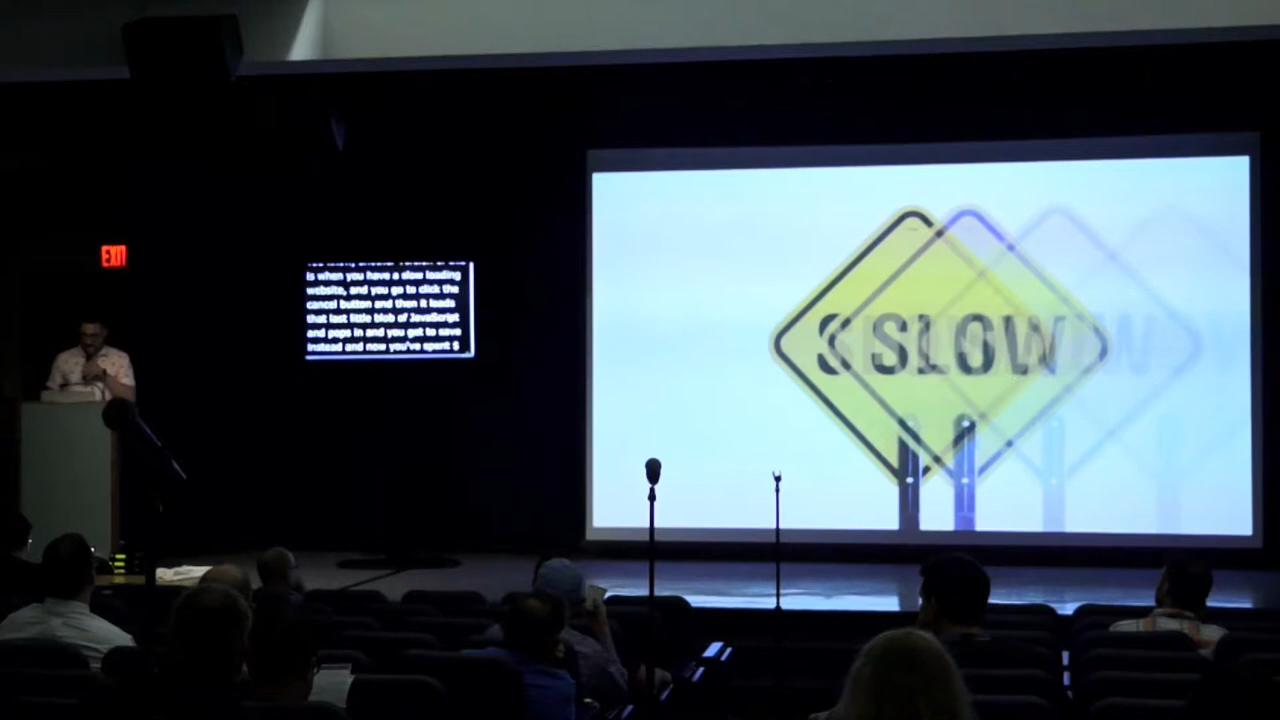 EXIT
is when you have a slow loading
website, and you go to click the
cancel button and then it loads
that last little blob of JavaScript
and pops in and you get to save
instead and now you've spent $
S SLOW